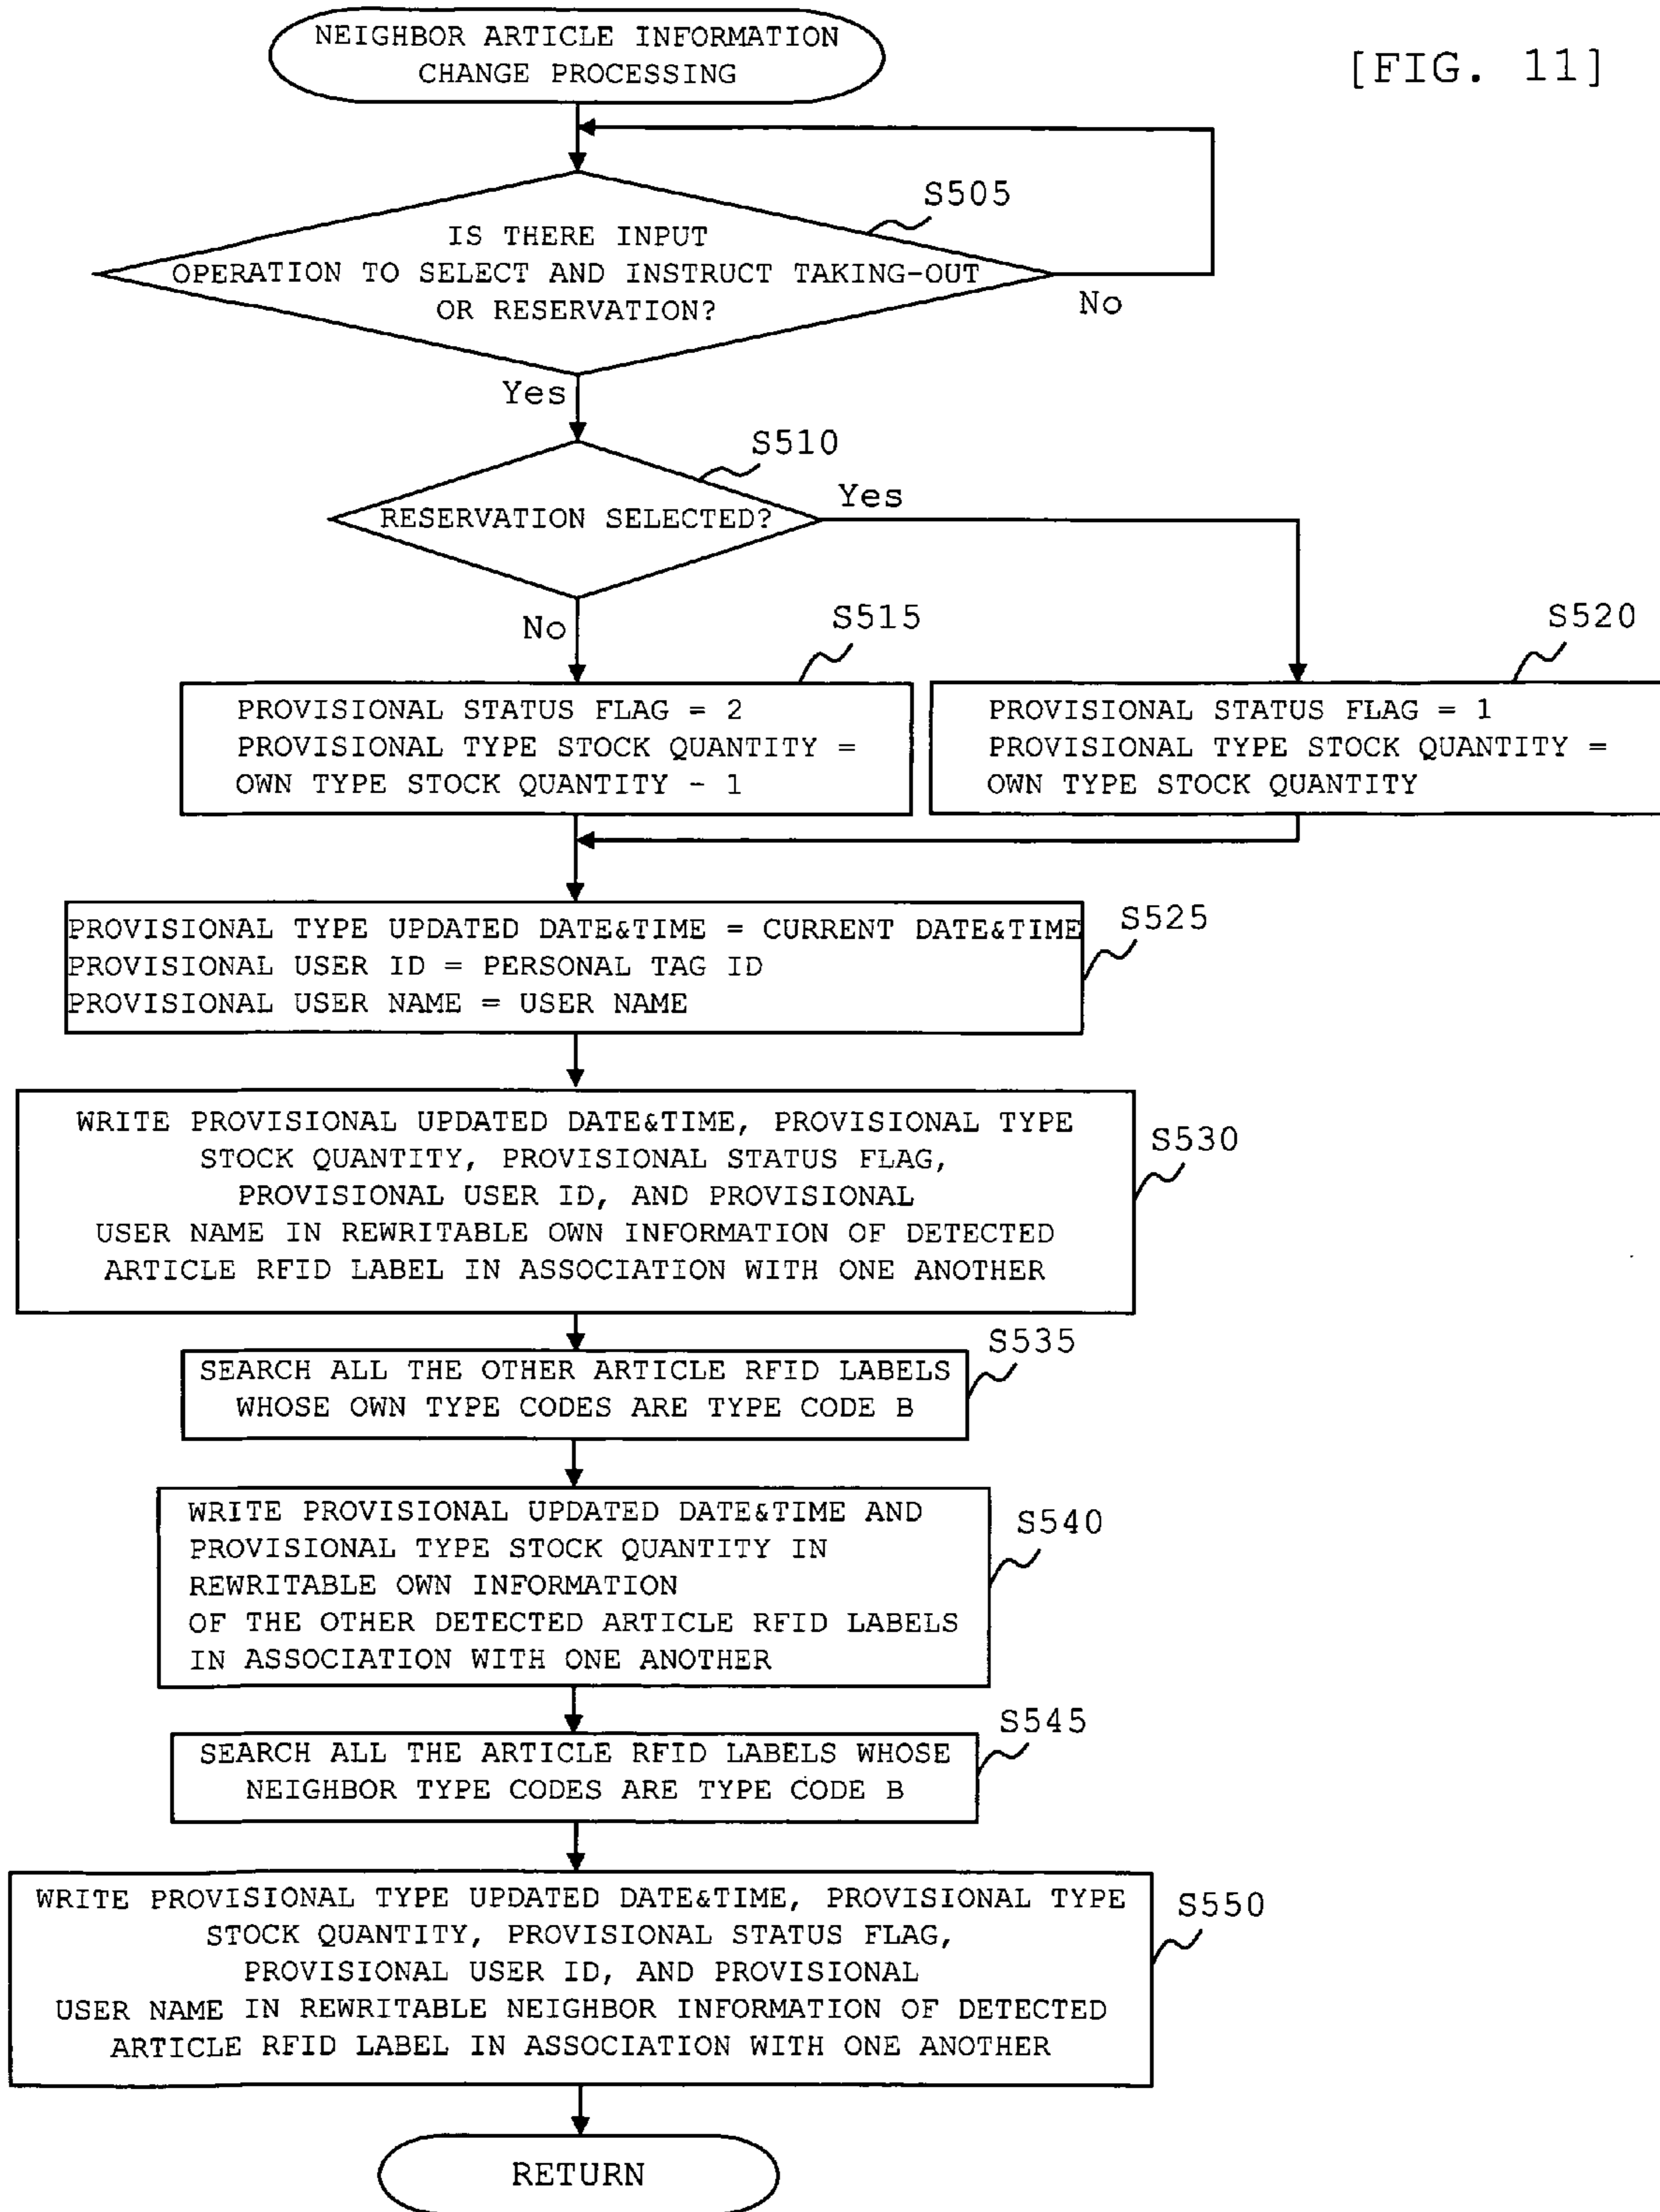 NEIGHBOR ARTICLE INFORMATION
CHANGE PROCESSING
[FIG. 11]
S505
IS THERE INPUT
OPERATION TO SELECT AND INSTRUCT TAKING-OUT
OR RESERVATION?
No
Yes
S510
RESERVATION SELECTED?
Yes
No
S515
PROVISIONAL STATUS FLAG = 2
PROVISIONAL TYPE STOCK QUANTITY =
OWN TYPE STOCK QUANTITY - 1
S520
PROVISIONAL STATUS FLAG = 1
PROVISIONAL TYPE STOCK QUANTITY =
OWN TYPE STOCK QUANTITY
S525
PROVISIONAL TYPE UPDATED DATE&TIME = CURRENT DATE&TIME
PROVISIONAL USER ID = PERSONAL TAG ID
PROVISIONAL USER NAME = USER NAME
S530
WRITE PROVISIONAL UPDATED DATE&TIME, PROVISIONAL TYPE
STOCK QUANTITY, PROVISIONAL STATUS FLAG,
PROVISIONAL USER ID, AND PROVISIONAL
USER NAME IN REWRITABLE OWN INFORMATION OF DETECTED
ARTICLE RFID LABEL IN ASSOCIATION WITH ONE ANOTHER
S535
SEARCH ALL THE OTHER ARTICLE RFID LABELS
WHOSE OWN TYPE CODES ARE TYPE CODE B
S540
WRITE PROVISIONAL UPDATED DATE&TIME AND
PROVISIONAL TYPE STOCK QUANTITY IN
REWRITABLE OWN INFORMATION
OF THE OTHER DETECTED ARTICLE RFID LABELS
IN ASSOCIATION WITH ONE ANOTHER
S545
SEARCH ALL THE ARTICLE RFID LABELS WHOSE
NEIGHBOR TYPE CODES ARE TYPE CODE B
S550
WRITE PROVISIONAL TYPE UPDATED DATE&TIME, PROVISIONAL TYPE
STOCK QUANTITY, PROVISIONAL STATUS FLAG,
PROVISIONAL USER ID, AND PROVISIONAL
USER NAME IN REWRITABLE NEIGHBOR INFORMATION OF DETECTED
ARTICLE RFID LABEL IN ASSOCIATION WITH ONE ANOTHER
RETURN